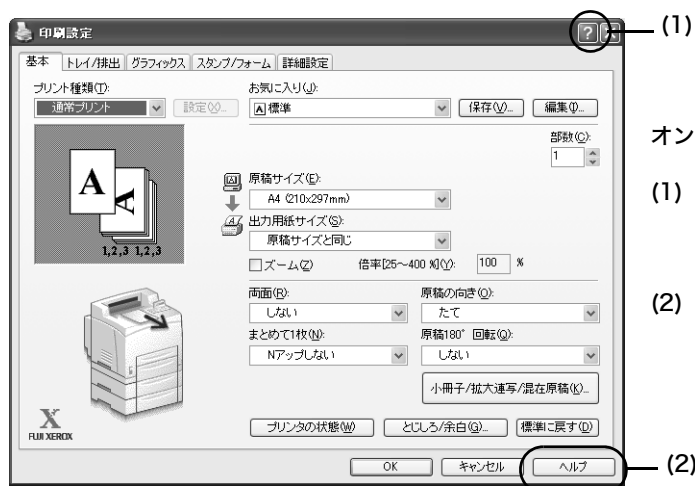 印刷設定 ? (1)
基本 トレイ/排出 グラフィックス スタンプ/フォーム 詳細設定
プリント種類(T): お気に入り(J):
通常プリント 設定(X)... A 標準 保存(V)... 編集(I)...
部数(C):
1
オン
(1)
(2)
A A
1,2,3 1,2,3
原稿サイズ(E):
A4 (210x297mm)
出力用紙サイズ(S):
原稿サイズと同じ
ズーム(Z) 倍率[25～400 %](Y): 100 %
両面(R): 原稿の向き(O):
しない たて
まとめて1枚(N): 原稿180° 回転(Q):
Nアップしない しない
小冊子/拡大連写/混在原稿(K)...
X
FUJI XEROX
プリンタの状態(W) とじしろ/余白(G)... 標準に戻す(D)
OK キャンセル ヘルプ (2)